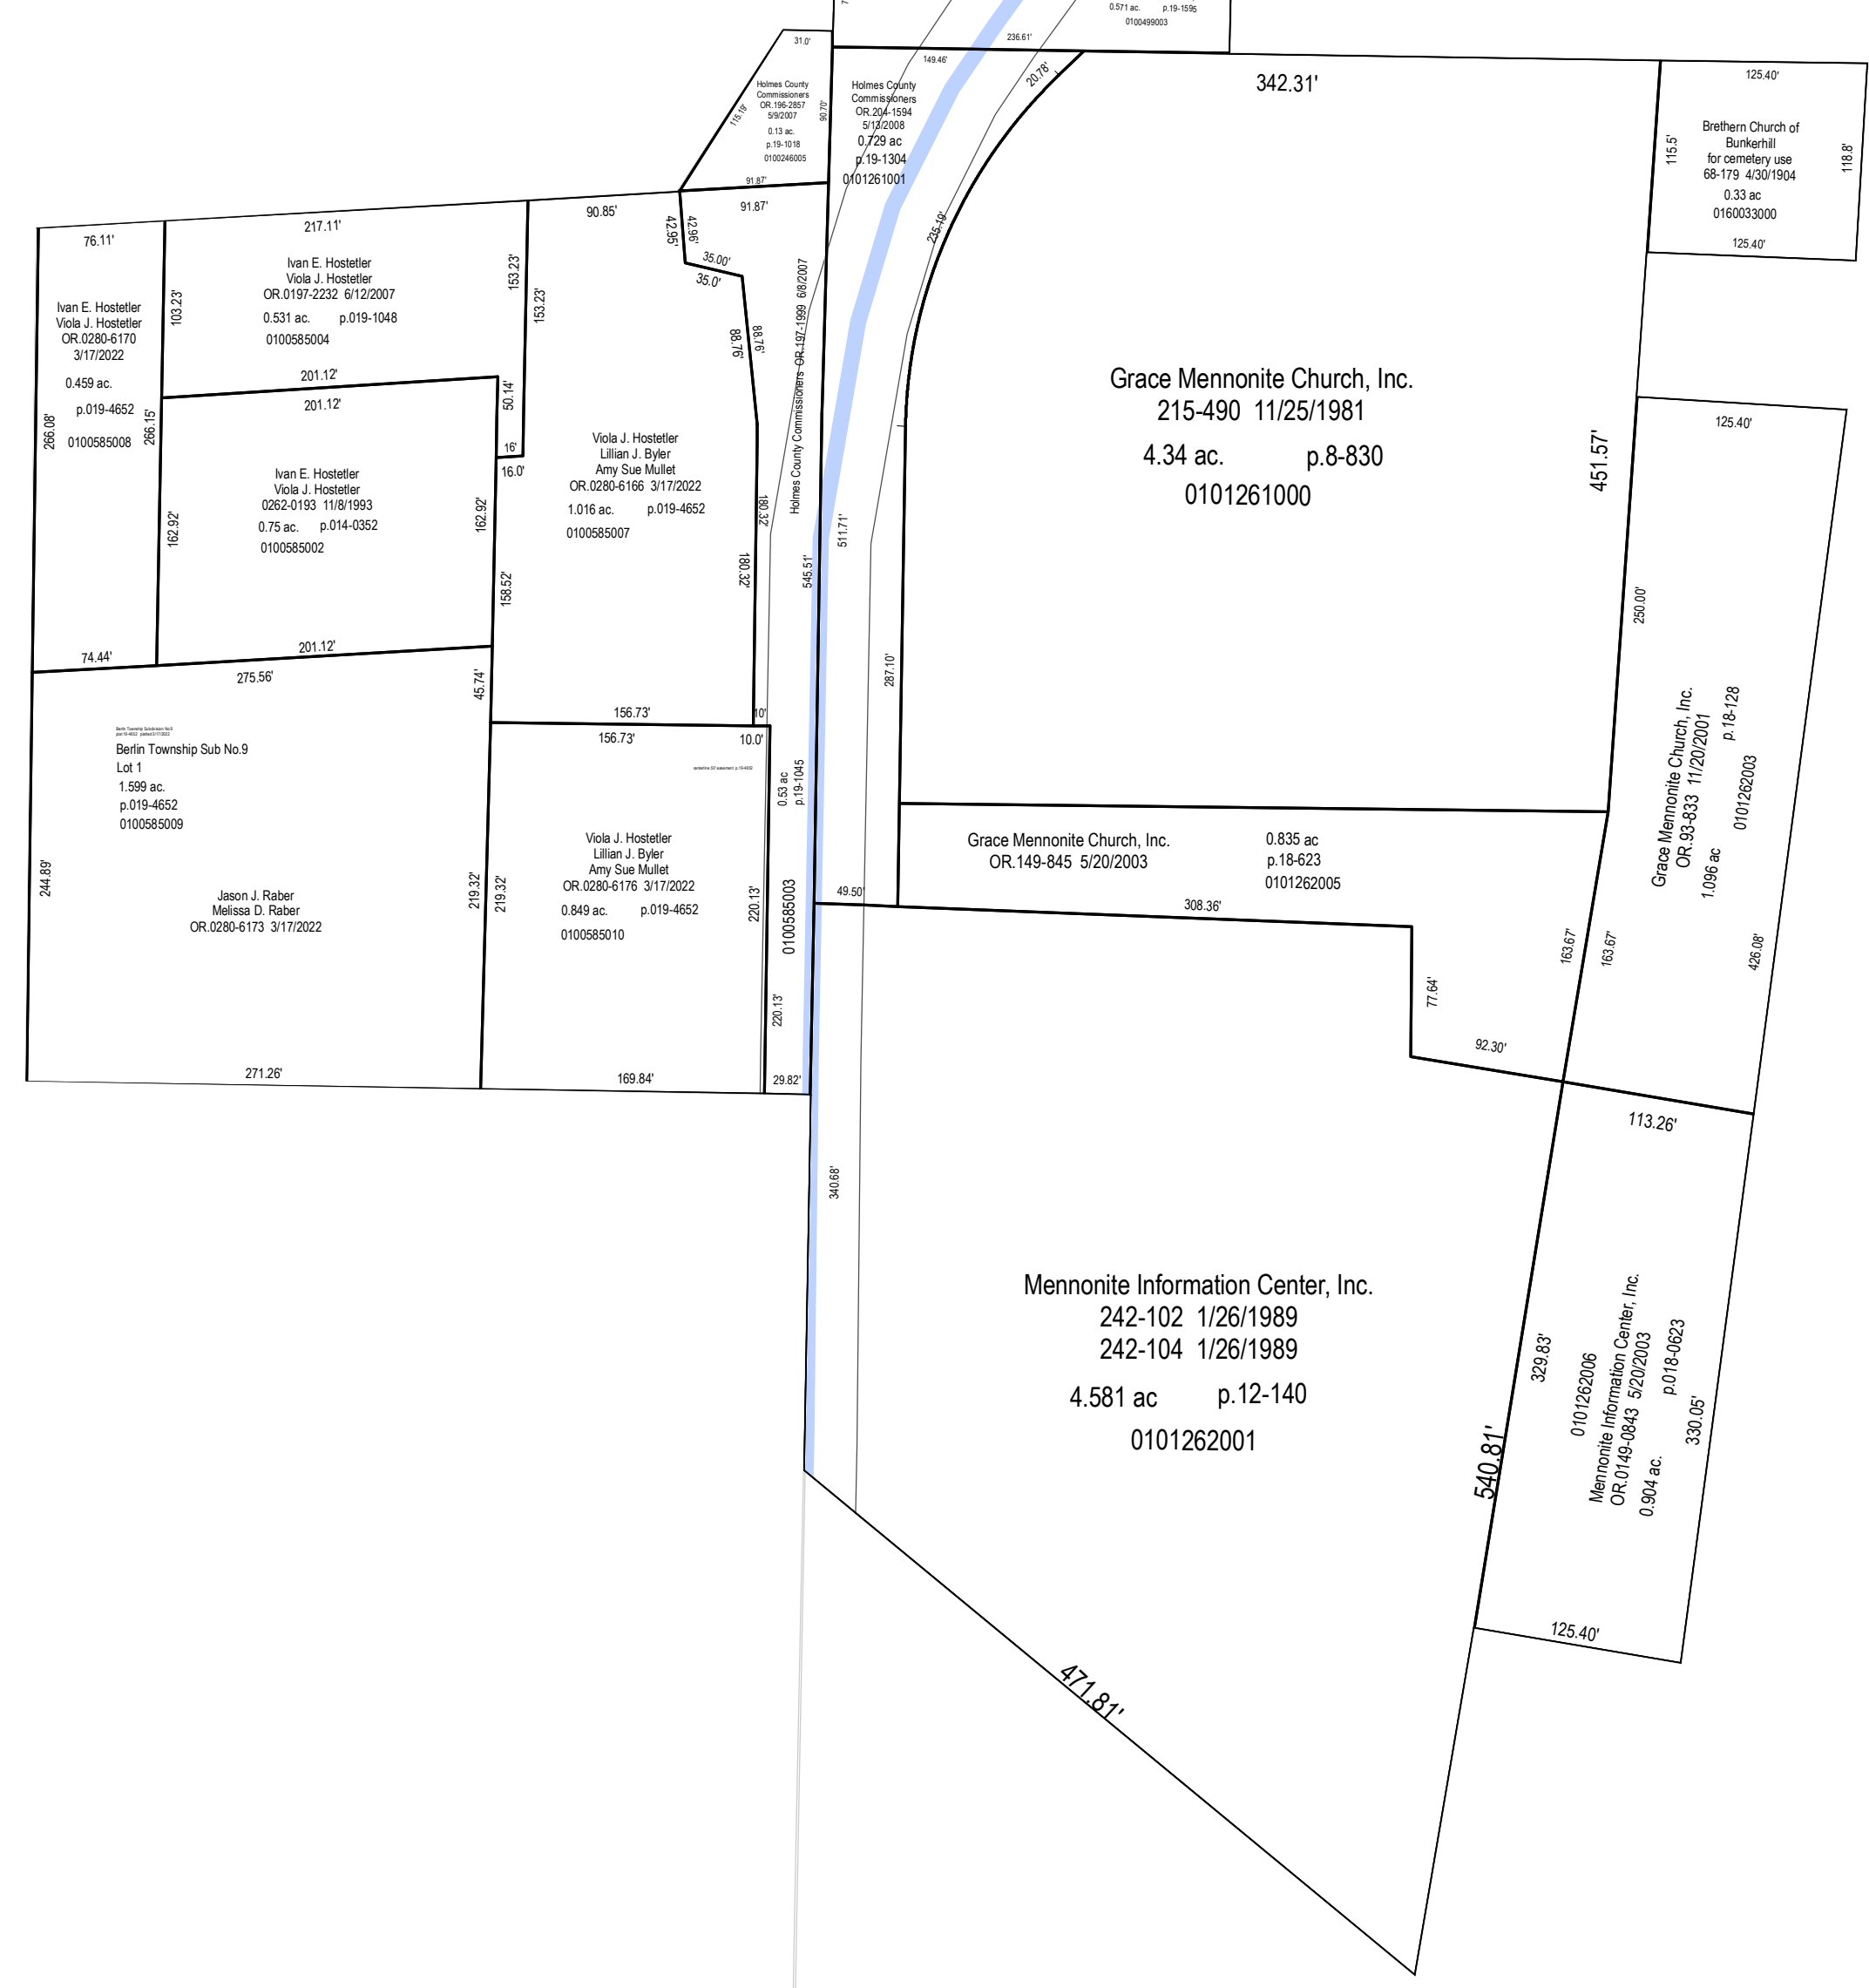 0.571 ac. p.19-1595
0100499003
236.61'
149.46'
31.0'
Holmes County
Commissioners
OR.196-2857
5/9/2007
0.13 ac.
p.19-1018
0100246005
115.19'
90.70'
91.87'
Holmes County
Commissioners
OR.204-1594
5/13/2008
0.729 ac
p.19-1304
0101261001
20.78'
235.19'
342.31'
125.40'
115.5'
Brethern Church of
Bunkerhill
for cemetery use
68-179 4/30/1904
0.33 ac
0160033000
118.8'
125.40'
76.11'
217.11'
90.85'
91.87'
42.95'
42.96'
35.00'
35.0'
Ivan E. Hostetler
Viola J. Hostetler
OR.0280-6170
3/17/2022
0.459 ac.
p.019-4652
0100585008
266.08'
266.15'
74.44'
103.23'
Ivan E. Hostetler
Viola J. Hostetler
OR.0197-2232 6/12/2007
0.531 ac. p.019-1048
0100585004
153.23'
153.23'
201.12'
201.12'
50.14'
16'
16.0'
Ivan E. Hostetler
Viola J. Hostetler
0262-0193 11/8/1993
0.75 ac. p.014-0352
0100585002
162.92'
162.92'
158.52'
201.12'
88.76'
88.76'
Viola J. Hostetler
Lillian J. Byler
Amy Sue Mullet
OR.0280-6166 3/17/2022
1.016 ac. p.019-4652
0100585007
180.32'
180.32'
156.73'
10'
Holmes County Commissioners OR.197-1999 6/8/2007
545.51'
511.71'
287.10'
Grace Mennonite Church, Inc.
215-490 11/25/1981
4.34 ac. p.8-830
0101261000
451.57'
125.40'
250.00'
Grace Mennonite Church, Inc.
OR.93-833 11/20/2001
1.096 ac p. 18-128
0101262003
426.08'
275.56'
45.74'
Berlin Township Subdivision No.9
plat 19-4652 platted 3/17/2022
Berlin Township Sub No.9
Lot 1
1.599 ac.
p.019-4652
0100585009
Jason J. Raber
Melissa D. Raber
OR.0280-6173 3/17/2022
244.89'
219.32'
219.32'
271.26'
156.73'
10.0'
Viola J. Hostetler
Lillian J. Byler
Amy Sue Mullet
OR.0280-6176 3/17/2022
0.849 ac. p.019-4652
0100585010
220.13'
220.13'
169.84'
29.82'
0.53 ac
p.19-1045
0100585003
Grace Mennonite Church, Inc.
OR.149-845 5/20/2003
0.835 ac
p.18-623
0101262005
49.50'
308.36'
77.64'
92.30'
163.67'
163.67'
113.26'
340.68'
Mennonite Information Center, Inc.
242-102 1/26/1989
242-104 1/26/1989
4.581 ac p.12-140
0101262001
540.81'
471.81'
329.83'
0101262006
Mennonite Information Center, Inc.
OR.0149-0843 5/20/2003
0.904 ac. p.018-0623
330.05'
125.40'